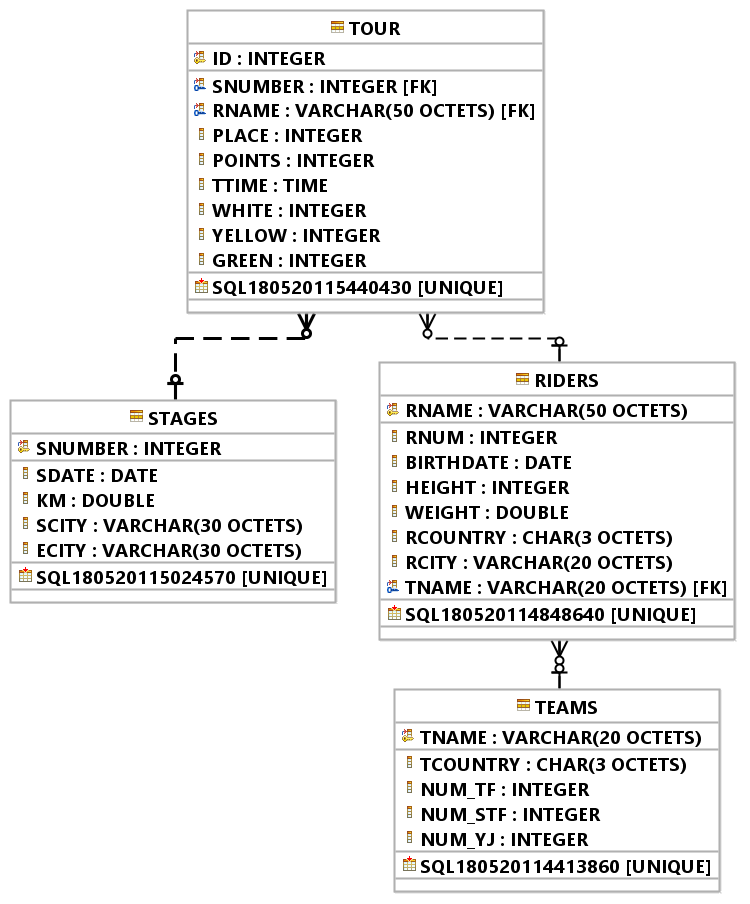 TOUR
ID : INTEGER
SNUMBER : INTEGER [FK]
RNAME : VARCHAR(50 OCTETS) [FK]
PLACE : INTEGER
POINTS : INTEGER
TTIME : TIME
WHITE : INTEGER
YELLOW : INTEGER
GREEN : INTEGER
SQL180520115440430 [UNIQUE]
STAGES
SNUMBER : INTEGER
SDATE : DATE
KM : DOUBLE
SCITY : VARCHAR(30 OCTETS)
ECITY : VARCHAR(30 OCTETS)
SQL180520115024570 [UNIQUE]
RIDERS
RNAME : VARCHAR(50 OCTETS)
RNUM : INTEGER
BIRTHDATE : DATE
HEIGHT : INTEGER
WEIGHT : DOUBLE
RCOUNTRY : CHAR(3 OCTETS)
RCITY : VARCHAR(20 OCTETS)
TNAME : VARCHAR(20 OCTETS) [FK]
SQL180520114848640 [UNIQUE]
TEAMS
TNAME : VARCHAR(20 OCTETS)
TCOUNTRY : CHAR(3 OCTETS)
NUM_TF : INTEGER
NUM_STF : INTEGER
NUM_YJ : INTEGER
SQL180520114413860 [UNIQUE]